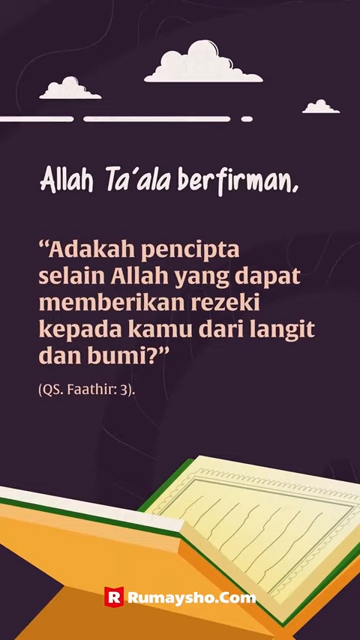 Allah Ta'ala berfirman,
“Adakah pencipta
selain Allah yang dapat
memberikan rezeki
kepada kamu dari langit
dan bumi?”
(QS. Faathir: 3).
R Rumaysho.Com